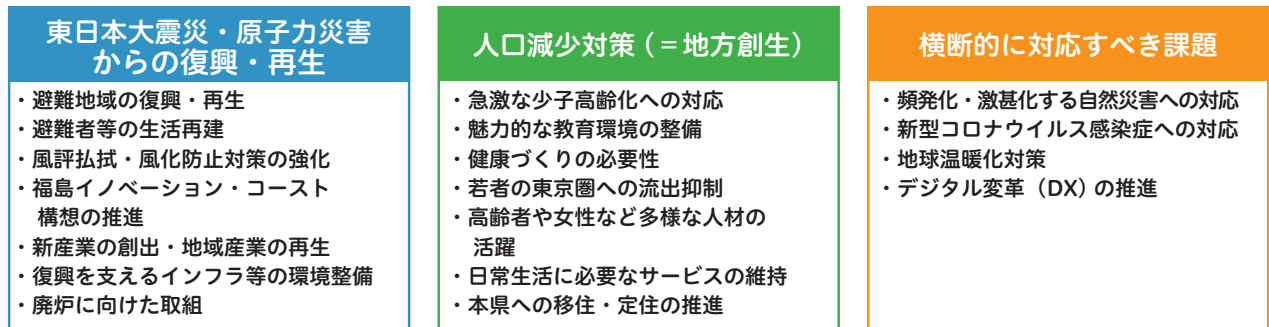 東日本大震災・原子力災害
からの復興・再生
・避難地域の復興・再生
・避難者等の生活再建
・風評払拭・風化防止対策の強化
・福島イノベーション・コースト
構想の推進
・新産業の創出・地域産業の再生
・復興を支えるインフラ等の環境整備
・廃炉に向けた取組
人口減少対策（＝地方創生）
・急激な少子高齢化への対応
・魅力的な教育環境の整備
・健康づくりの必要性
・若者の東京圏への流出抑制
・高齢者や女性など多様な人材の
活躍
・日常生活に必要なサービスの維持
・本県への移住・定住の推進
横断的に対応すべき課題
・頻発化・激甚化する自然災害への対応
・新型コロナウイルス感染症への対応
・地球温暖化対策
・デジタル変革（DX）の推進